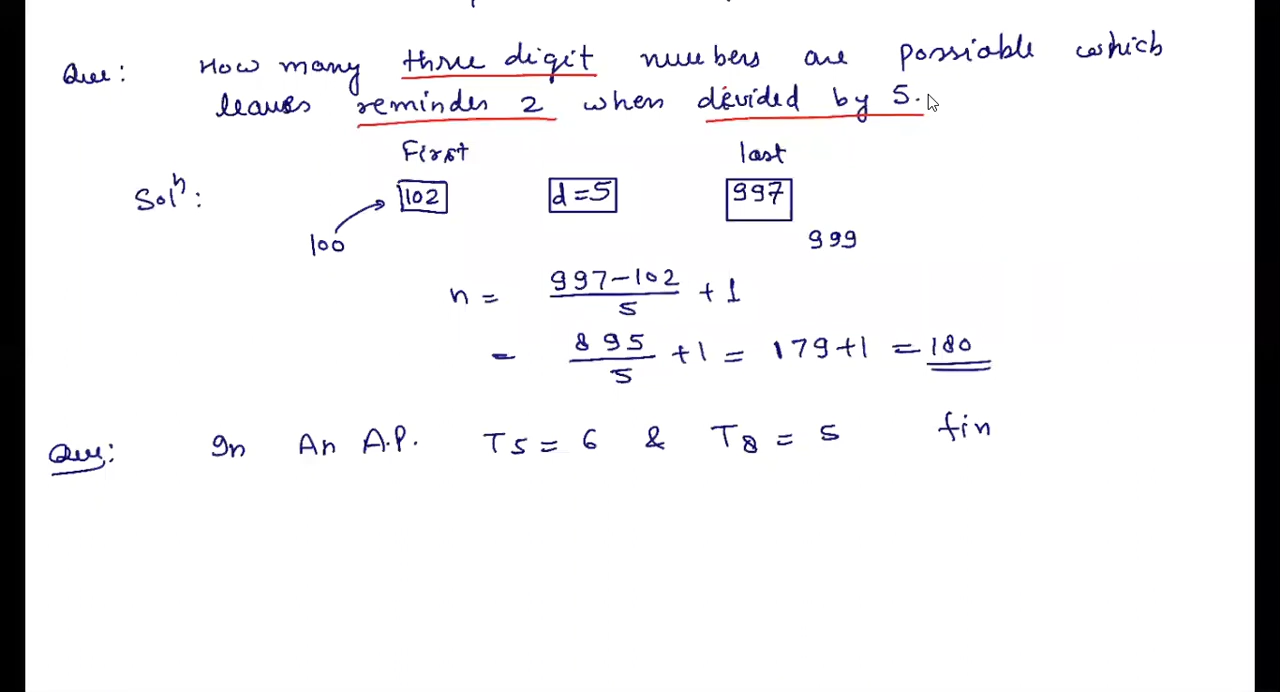 Que: How many three digit numbers are possiable which
leaves reminder 2 when devided by 5.
First last
Solⁿ: 102 d=5 997
100 999
n = 997-102/5 + 1
= 895/5 +1 = 179+1 = 180
Que: In An A.P. T5 = 6 & T8 = 5 fin